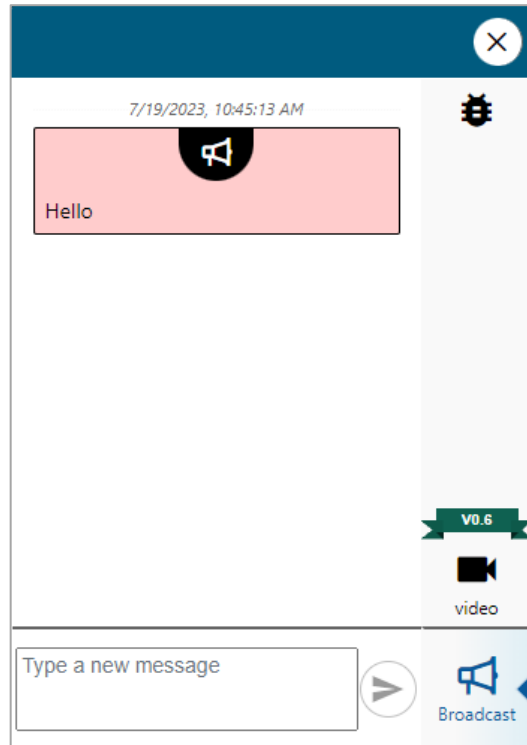 7/19/2023, 10:45:13 AM
Hello
V0.6
video
Type a new message
Broadcast